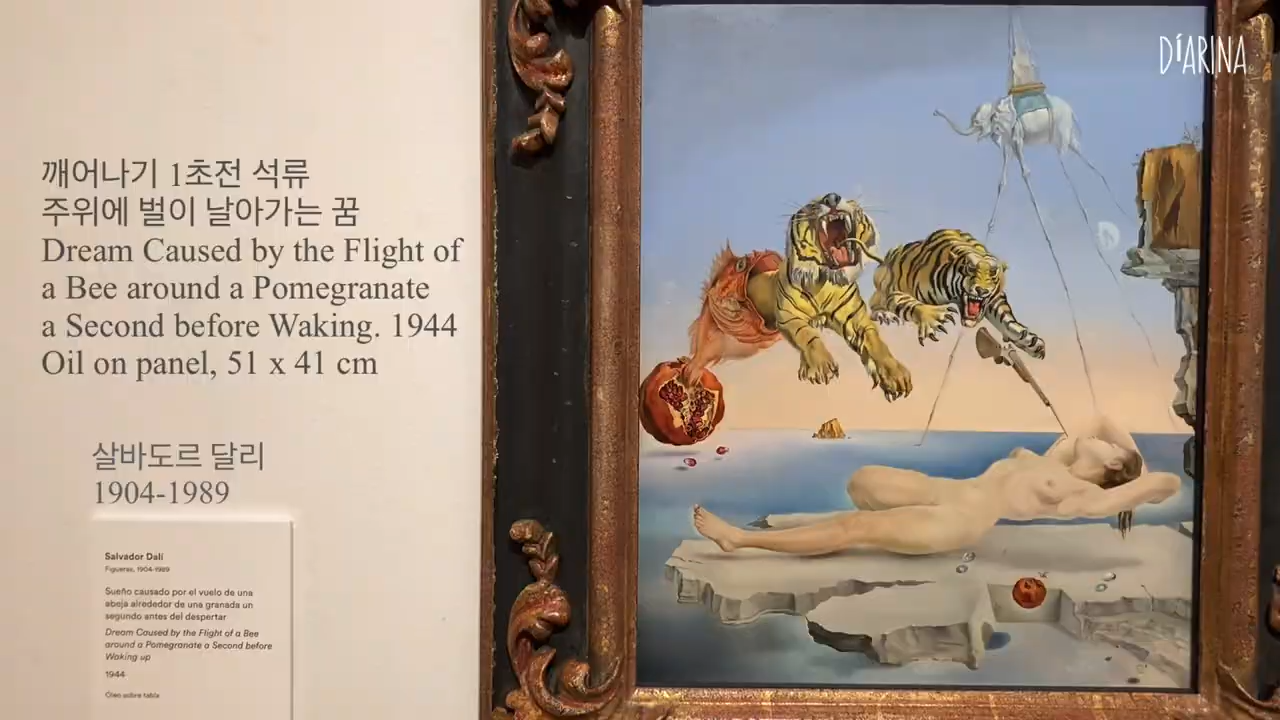 DíARINA
깨어나기 1초전 석류
주위에 벌이 날아가는 꿈
Dream Caused by the Flight of
a Bee around a Pomegranate
a Second before Waking. 1944
Oil on panel, 51 x 41 cm
살바도르 달리
1904-1989
Salvador Dalí
Figueras, 1904-1989
Sueño causado por el vuelo de una
abeja alrededor de una granada un
segundo antes del despertar
Dream Caused by the Flight of a Bee
around a Pomegranate a Second before
Waking up
1944
Óleo sobre tabla